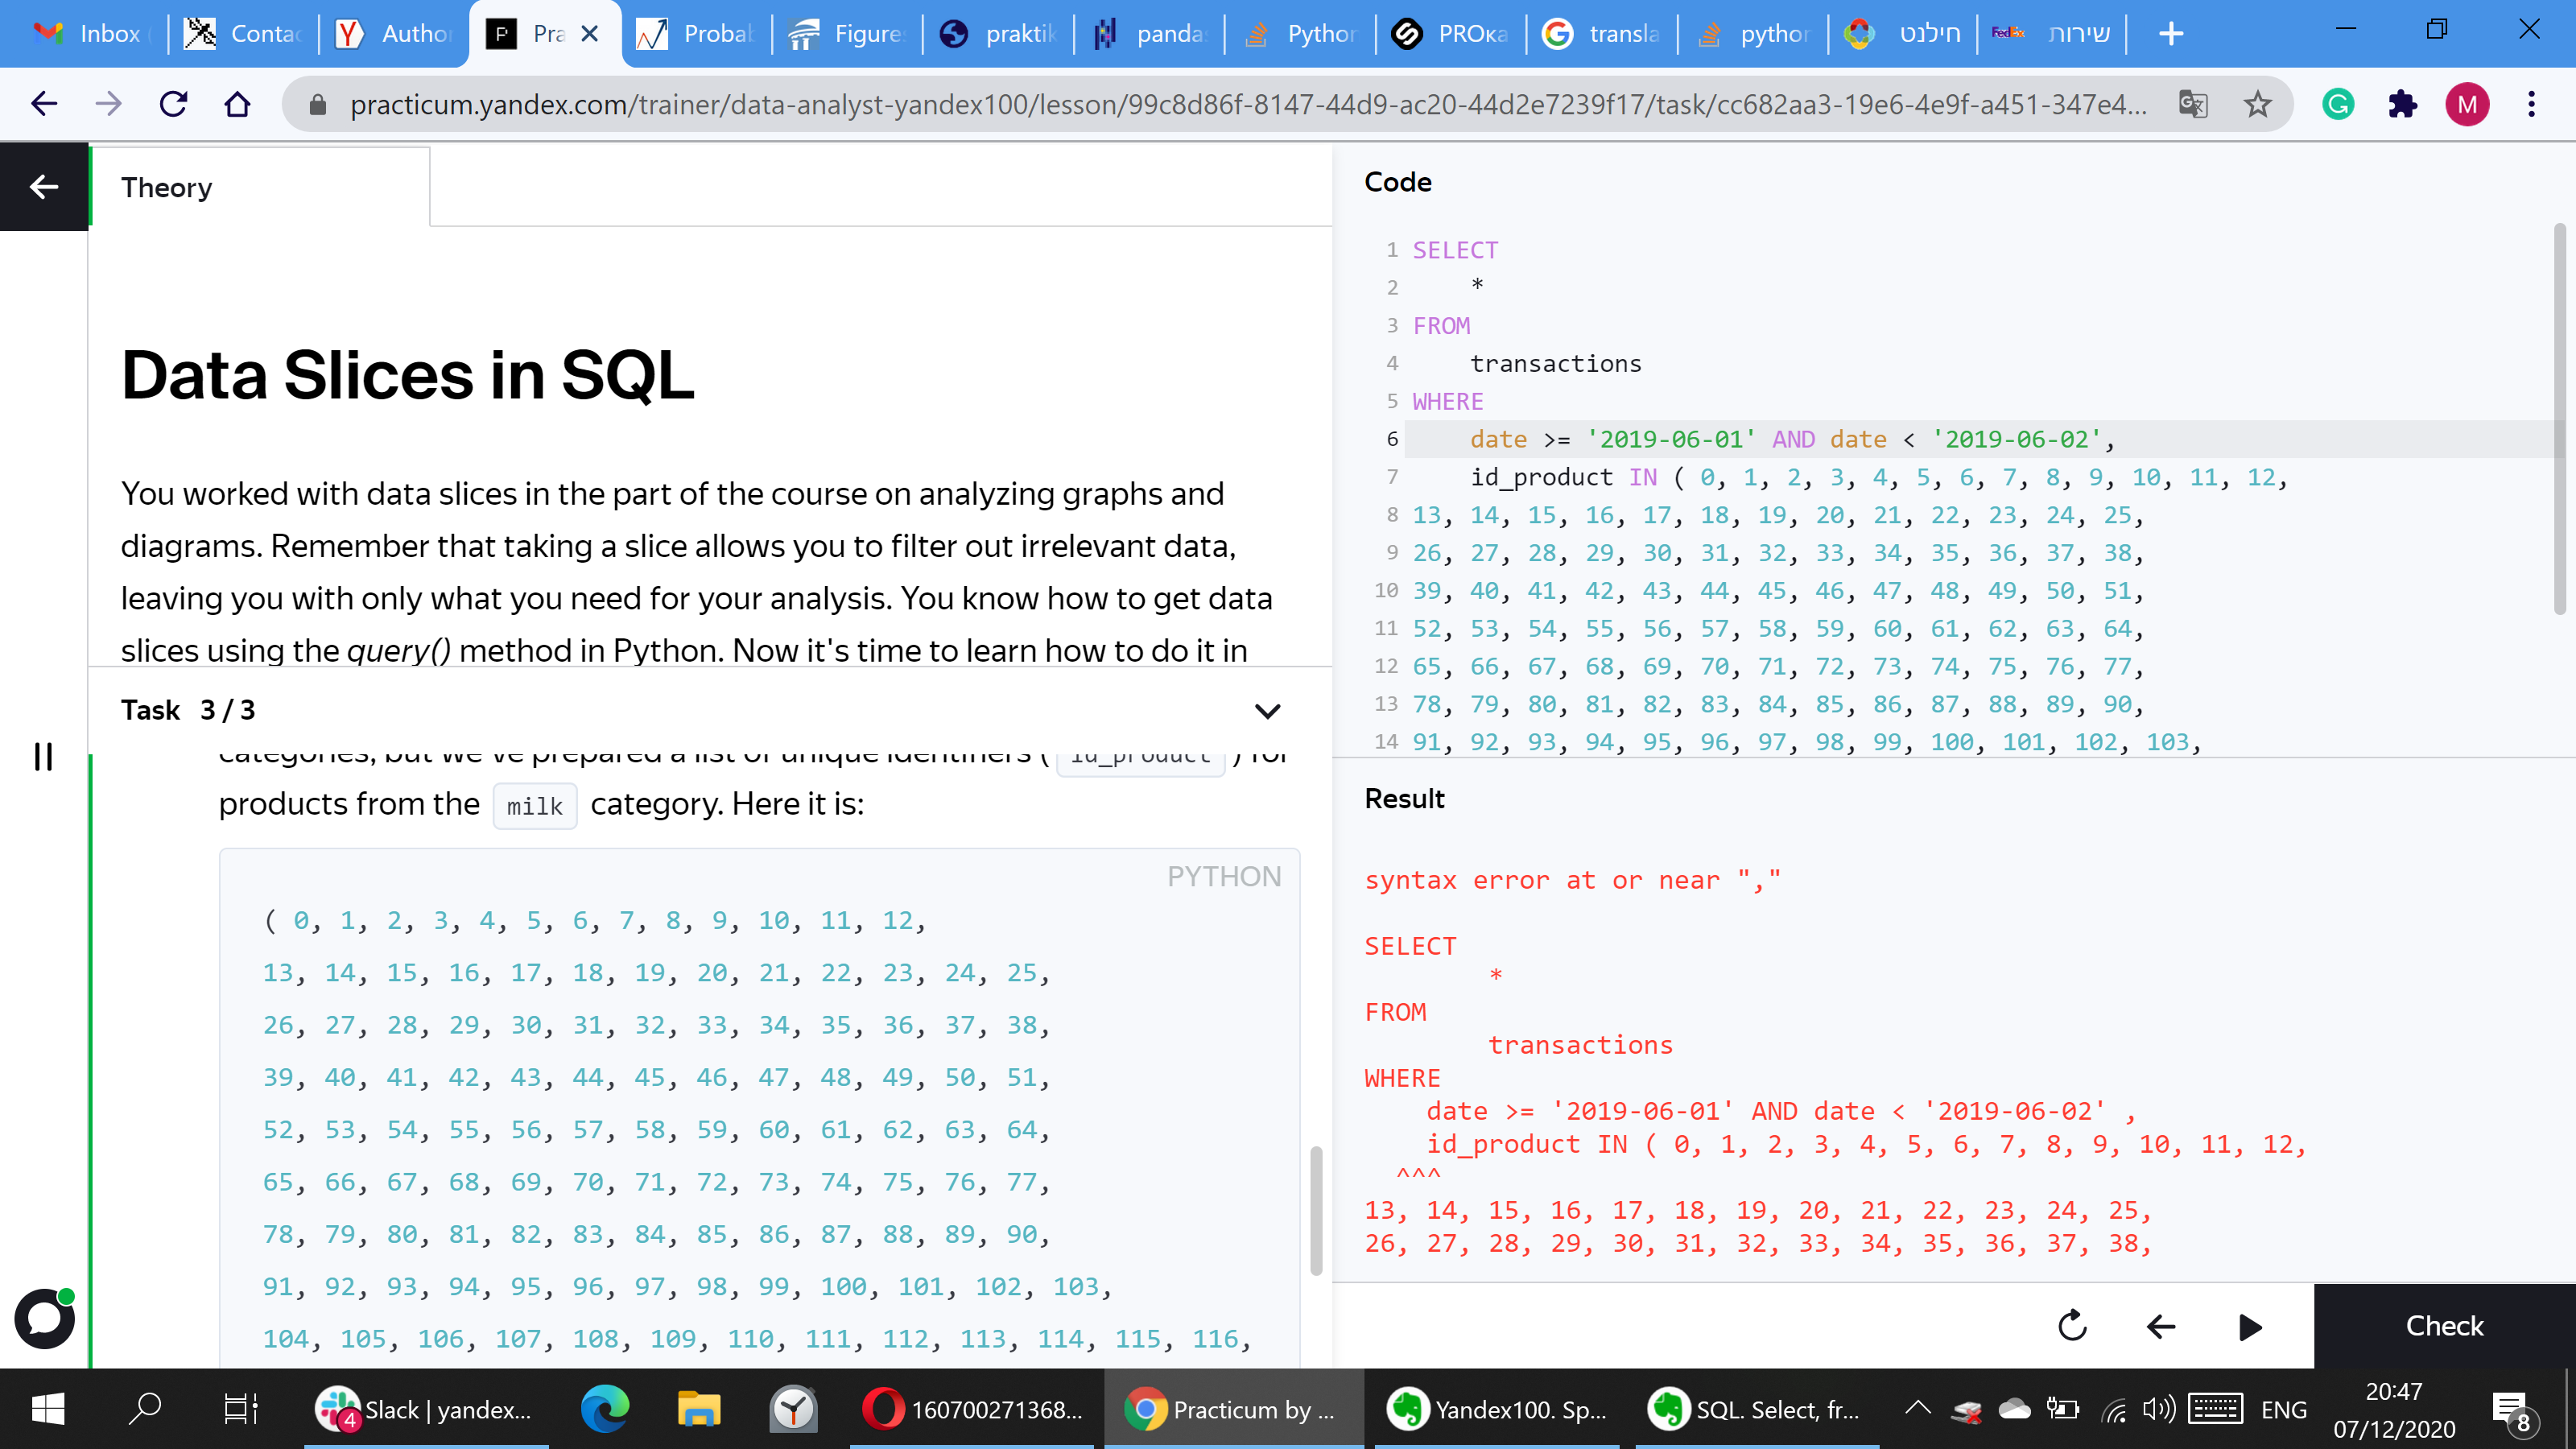 Inbox
Contac
Author
Pra
Probab
Figure
praktik
panda
Python
PROка
transla
python
חילנט
FedEx שירות
practicum.yandex.com/trainer/data-analyst-yandex100/lesson/99c8d86f-8147-44d9-ac20-44d2e7239f17/task/cc682aa3-19e6-4e9f-a451-347e4...
M
Theory
Data Slices in SQL
You worked with data slices in the part of the course on analyzing graphs and
diagrams. Remember that taking a slice allows you to filter out irrelevant data,
leaving you with only what you need for your analysis. You know how to get data
slices using the query() method in Python. Now it's time to learn how to do it in
Task 3 / 3
categories, but we've prepared a list of unique identifiers ( id_product ) for
products from the milk category. Here it is:
PYTHON
( 0, 1, 2, 3, 4, 5, 6, 7, 8, 9, 10, 11, 12,
13, 14, 15, 16, 17, 18, 19, 20, 21, 22, 23, 24, 25,
26, 27, 28, 29, 30, 31, 32, 33, 34, 35, 36, 37, 38,
39, 40, 41, 42, 43, 44, 45, 46, 47, 48, 49, 50, 51,
52, 53, 54, 55, 56, 57, 58, 59, 60, 61, 62, 63, 64,
65, 66, 67, 68, 69, 70, 71, 72, 73, 74, 75, 76, 77,
78, 79, 80, 81, 82, 83, 84, 85, 86, 87, 88, 89, 90,
91, 92, 93, 94, 95, 96, 97, 98, 99, 100, 101, 102, 103,
104, 105, 106, 107, 108, 109, 110, 111, 112, 113, 114, 115, 116,
Code
1 SELECT
2 *
3 FROM
4 transactions
5 WHERE
6 date >= '2019-06-01' AND date < '2019-06-02',
7 id_product IN ( 0, 1, 2, 3, 4, 5, 6, 7, 8, 9, 10, 11, 12,
8 13, 14, 15, 16, 17, 18, 19, 20, 21, 22, 23, 24, 25,
9 26, 27, 28, 29, 30, 31, 32, 33, 34, 35, 36, 37, 38,
10 39, 40, 41, 42, 43, 44, 45, 46, 47, 48, 49, 50, 51,
11 52, 53, 54, 55, 56, 57, 58, 59, 60, 61, 62, 63, 64,
12 65, 66, 67, 68, 69, 70, 71, 72, 73, 74, 75, 76, 77,
13 78, 79, 80, 81, 82, 83, 84, 85, 86, 87, 88, 89, 90,
14 91, 92, 93, 94, 95, 96, 97, 98, 99, 100, 101, 102, 103,
Result
syntax error at or near ","
SELECT
*
FROM
transactions
WHERE
date >= '2019-06-01' AND date < '2019-06-02' ,
id_product IN ( 0, 1, 2, 3, 4, 5, 6, 7, 8, 9, 10, 11, 12,
^^^
13, 14, 15, 16, 17, 18, 19, 20, 21, 22, 23, 24, 25,
26, 27, 28, 29, 30, 31, 32, 33, 34, 35, 36, 37, 38,
Check
4 Slack | yandex...
160700271368...
Practicum by ...
Yandex100. Sp...
SQL. Select, fr...
ENG
20:47
07/12/2020
8